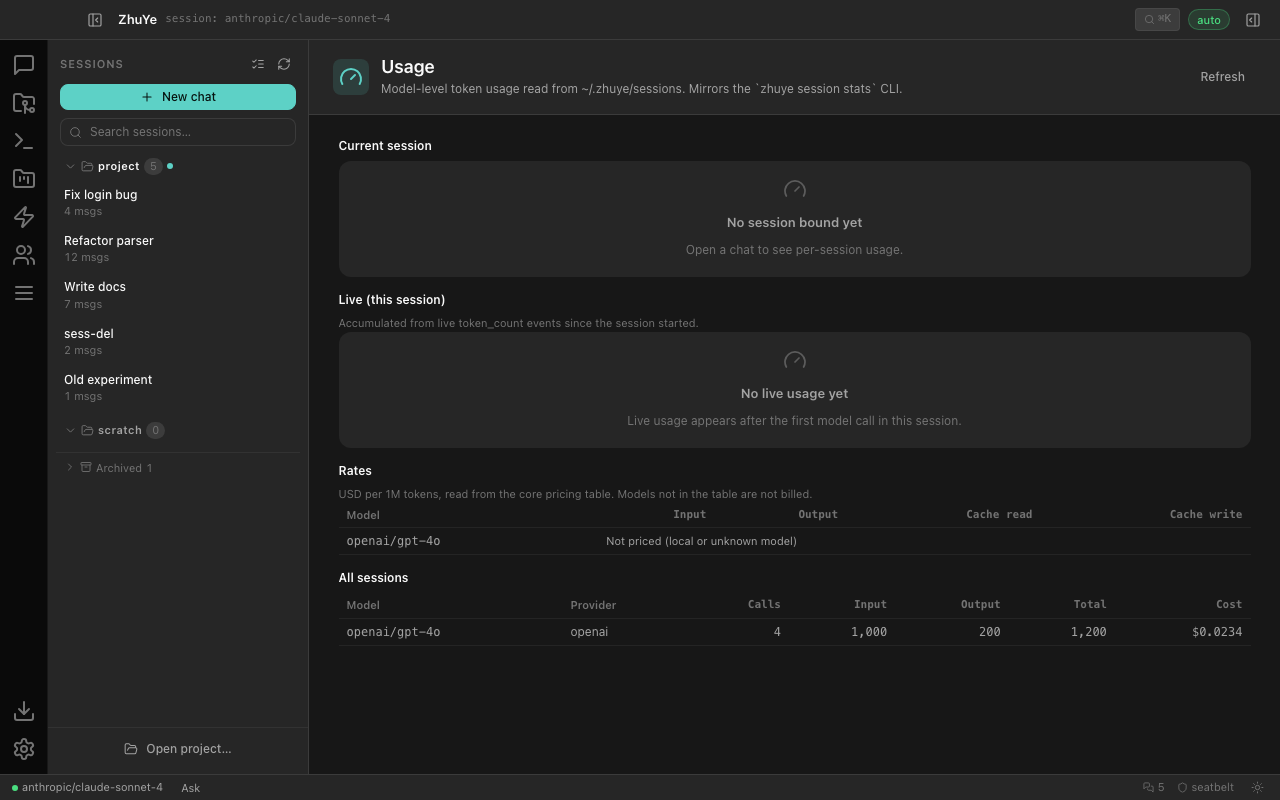 ZhuYe session: anthropic/claude-sonnet-4
⌘K
auto
SESSIONS
New chat
Search sessions...
project 5
Fix login bug
4 msgs
Refactor parser
12 msgs
Write docs
7 msgs
sess-del
2 msgs
Old experiment
1 msgs
scratch 0
Archived 1
Open project...
Usage
Model-level token usage read from ~/.zhuye/sessions. Mirrors the `zhuye session stats` CLI.
Refresh
Current session
No session bound yet
Open a chat to see per-session usage.
Live (this session)
Accumulated from live token_count events since the session started.
No live usage yet
Live usage appears after the first model call in this session.
Rates
USD per 1M tokens, read from the core pricing table. Models not in the table are not billed.
Model Input Output Cache read Cache write
openai/gpt-4o Not priced (local or unknown model)
All sessions
Model Provider Calls Input Output Total Cost
openai/gpt-4o openai 4 1,000 200 1,200 $0.0234
anthropic/claude-sonnet-4 Ask
5 seatbelt